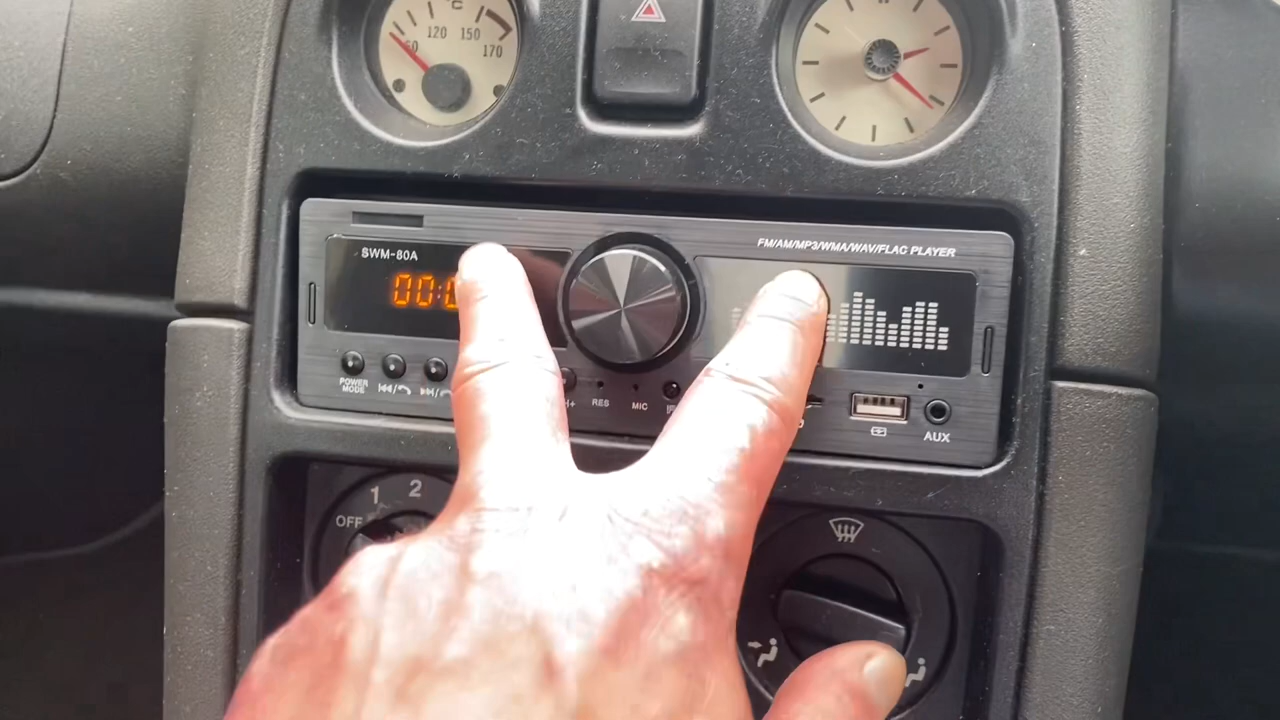 °C
120 150
170
FM/AM/MP3/WMA/WAV/FLAC PLAYER
SWM-80A
POWER
MODE
RES
MIC
AUX
1
2
OFF